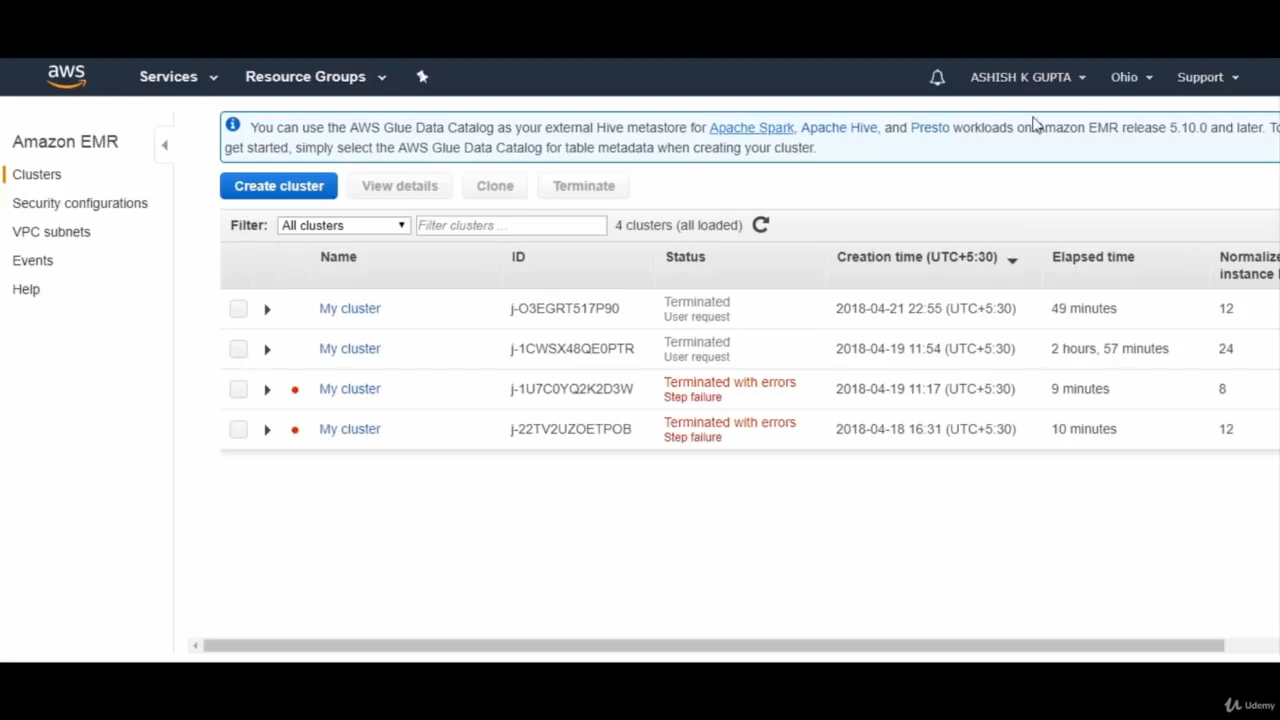 aws Services Resource Groups ASHISH K GUPTA Ohio Support
Amazon EMR
Clusters
Security configurations
VPC subnets
Events
Help
You can use the AWS Glue Data Catalog as your external Hive metastore for Apache Spark, Apache Hive, and Presto workloads on Amazon EMR release 5.10.0 and later. To
get started, simply select the AWS Glue Data Catalog for table metadata when creating your cluster.
Create cluster View details Clone Terminate
Filter: All clusters Filter clusters ... 4 clusters (all loaded)
Name ID Status Creation time (UTC+5:30) Elapsed time Normalize
instance
My cluster j-O3EGRT517P90 Terminated 2018-04-21 22:55 (UTC+5:30) 49 minutes 12
User request
My cluster j-1CWSX48QE0PTR Terminated 2018-04-19 11:54 (UTC+5:30) 2 hours, 57 minutes 24
User request
My cluster j-1U7C0YQ2K2D3W Terminated with errors 2018-04-19 11:17 (UTC+5:30) 9 minutes 8
Step failure
My cluster j-22TV2UZOETPOB Terminated with errors 2018-04-18 16:31 (UTC+5:30) 10 minutes 12
Step failure
Udemy